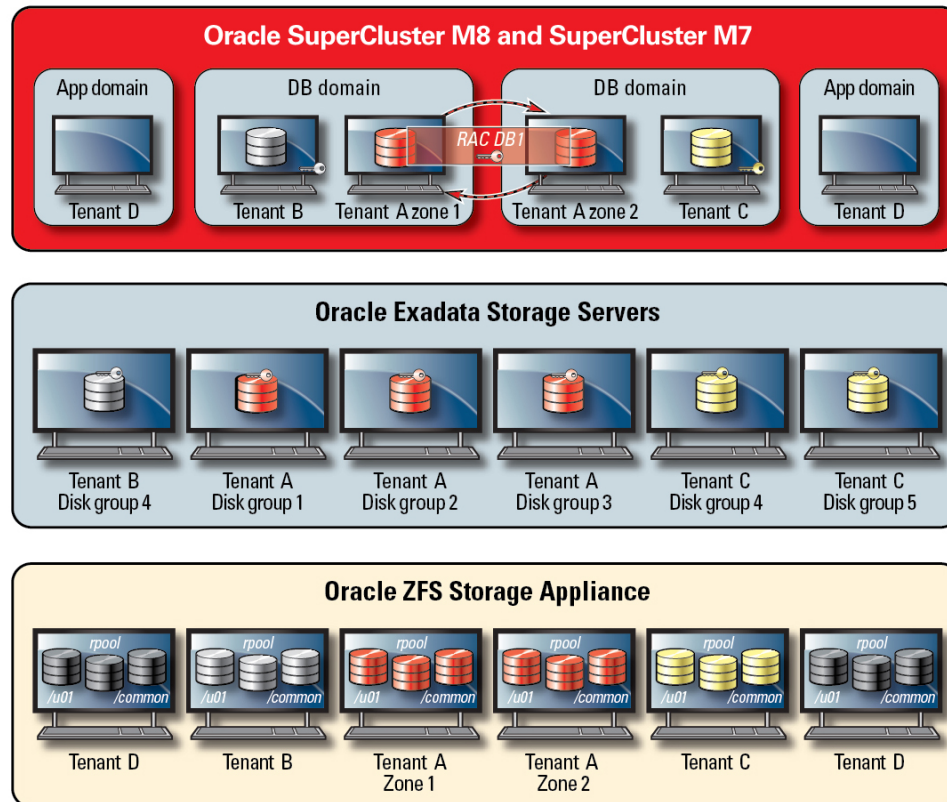 Oracle SuperCluster M8 and SuperCluster M7
App domain
DB domain
DB domain
App domain
RAC DB1
Tenant D
Tenant B
Tenant A zone 1
Tenant A zone 2
Tenant C
Tenant D
Oracle Exadata Storage Servers
Tenant B
Disk group 4
Tenant A
Disk group 1
Tenant A
Disk group 2
Tenant A
Disk group 3
Tenant C
Disk group 4
Tenant C
Disk group 5
Oracle ZFS Storage Appliance
rpool
/u01 /common
Tenant D
rpool
/u01 /common
Tenant B
rpool
/u01 /common
Tenant A
Zone 1
rpool
/u01 /common
Tenant A
Zone 2
rpool
/u01 /common
Tenant C
rpool
/u01 /common
Tenant D